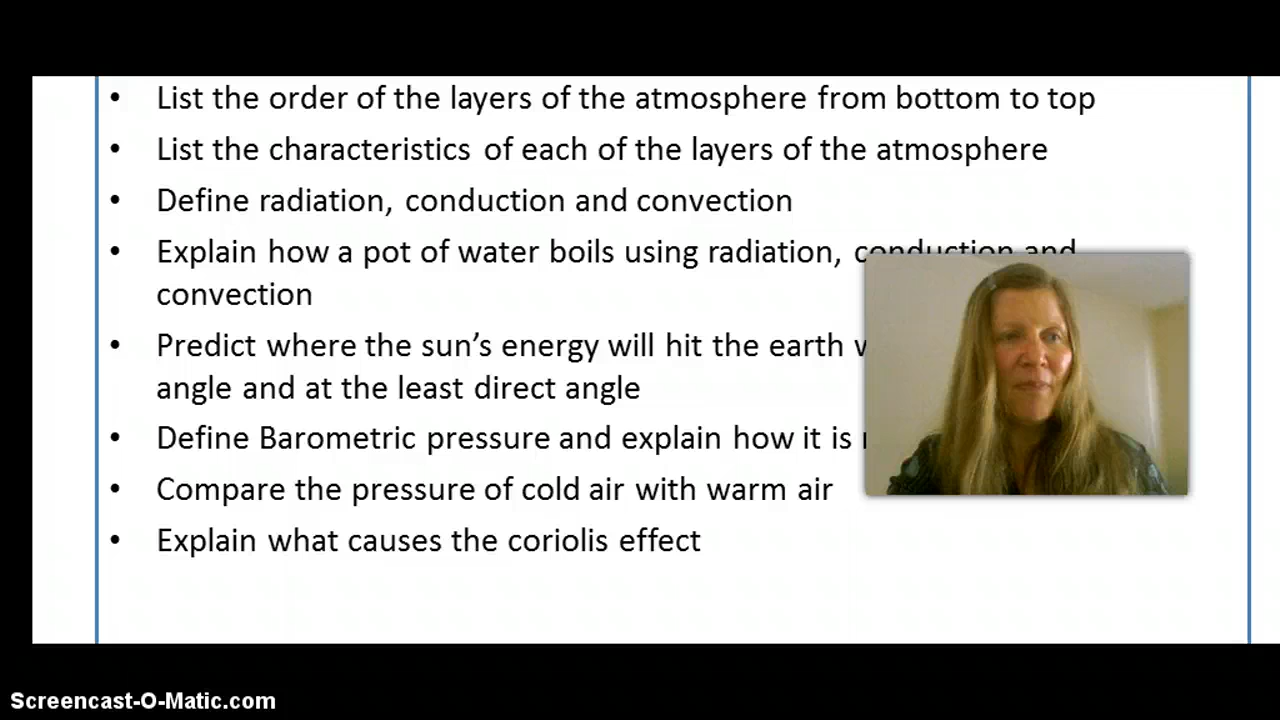 • List the order of the layers of the atmosphere from bottom to top
• List the characteristics of each of the layers of the atmosphere
• Define radiation, conduction and convection
• Explain how a pot of water boils using radiation, conduction and
convection
• Predict where the sun’s energy will hit the earth
angle and at the least direct angle
• Define Barometric pressure and explain how it is
• Compare the pressure of cold air with warm air
• Explain what causes the coriolis effect
Screencast-O-Matic.com